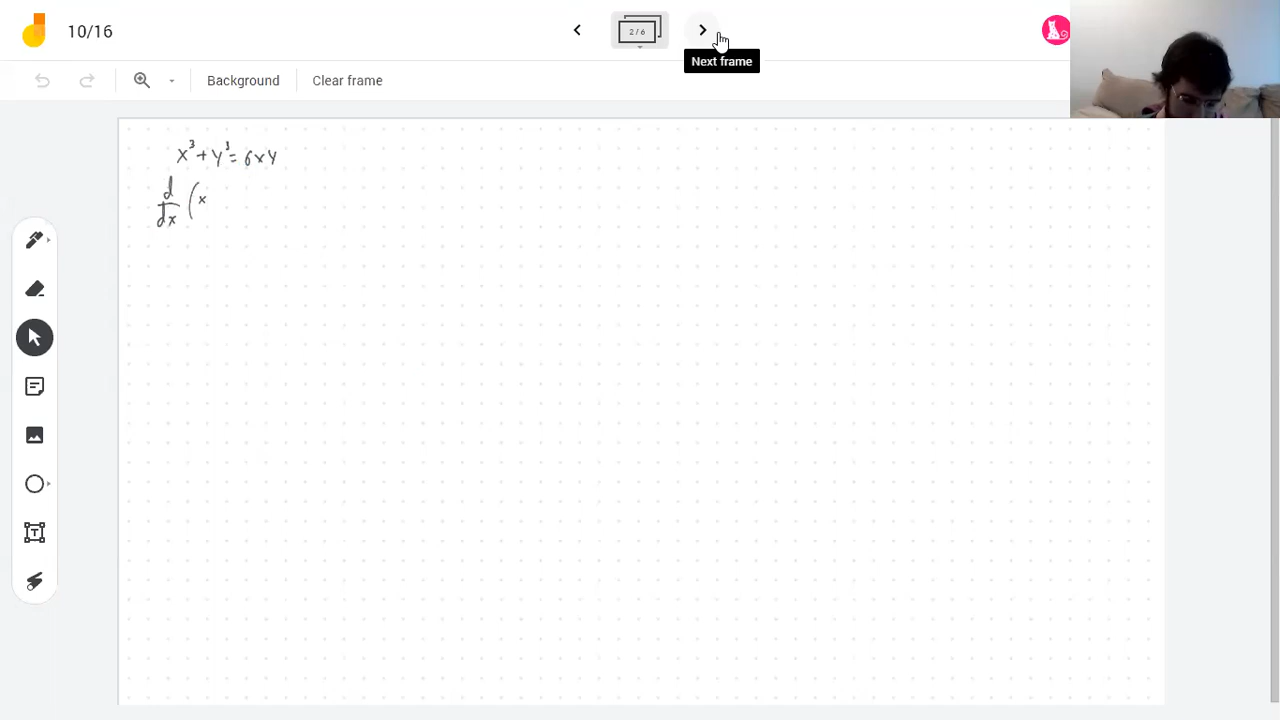 10/16
2 / 6
Next frame
Background
Clear frame
x³ + y³ = 6xy
d/dx (x
T